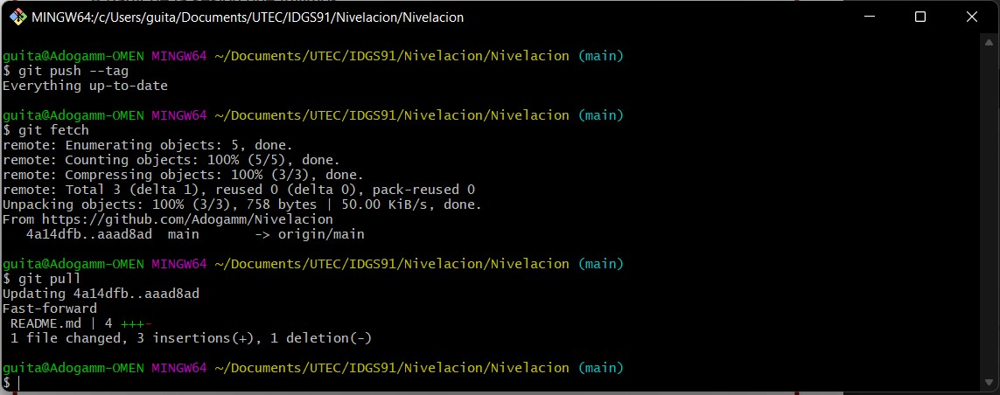 MINGW64:/c/Users/guita/Documents/UTEC/IDGS91/Nivelacion/Nivelacion
guita@Adogamm-OMEN MINGW64 ~/Documents/UTEC/IDGS91/Nivelacion/Nivelacion (main)
$ git push --tag
Everything up-to-date
guita@Adogamm-OMEN MINGW64 ~/Documents/UTEC/IDGS91/Nivelacion/Nivelacion (main)
$ git fetch
remote: Enumerating objects: 5, done.
remote: Counting objects: 100% (5/5), done.
remote: Compressing objects: 100% (3/3), done.
remote: Total 3 (delta 1), reused 0 (delta 0), pack-reused 0
Unpacking objects: 100% (3/3), 758 bytes | 50.00 KiB/s, done.
From https://github.com/Adogamm/Nivelacion
   4a14dfb..aaad8ad  main       -> origin/main
guita@Adogamm-OMEN MINGW64 ~/Documents/UTEC/IDGS91/Nivelacion/Nivelacion (main)
$ git pull
Updating 4a14dfb..aaad8ad
Fast-forward
 README.md | 4 +++-
 1 file changed, 3 insertions(+), 1 deletion(-)
guita@Adogamm-OMEN MINGW64 ~/Documents/UTEC/IDGS91/Nivelacion/Nivelacion (main)
$